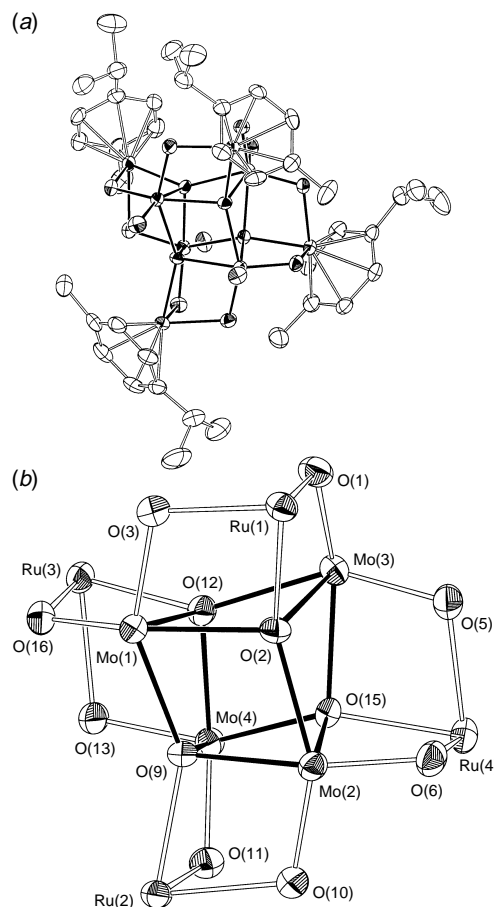 (a)
(b)
O(1)
O(3)
Ru(1)
Mo(3)
Ru(3)
O(12)
O(5)
O(16)
Mo(1)
O(2)
O(15)
Mo(4)
O(13)
O(9)
Ru(4)
O(6)
Mo(2)
O(11)
Ru(2)
O(10)